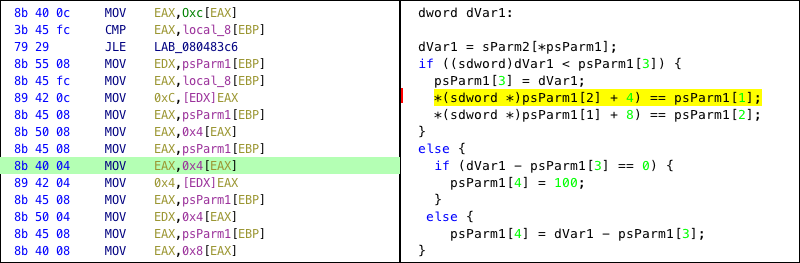 8b 40 0c MOV EAX,0xc[EAX]
3b 45 fc CMP EAX,local_8[EBP]
79 29 JLE LAB_080483c6
8b 55 08 MOV EDX,psParm1[EBP]
8b 45 fc MOV EAX,local_8[EBP]
89 42 0c MOV 0xC,[EDX]EAX
8b 45 08 MOV EAX,psParm1[EBP]
8b 50 08 MOV EAX,0x4[EAX]
8b 45 08 MOV EAX,psParm1[EBP]
8b 40 04 MOV EAX,0x4[EAX]
89 42 04 MOV 0x4,[EDX]EAX
8b 45 08 MOV EAX,psParm1[EBP]
8b 50 04 MOV EDX,0x4[EAX]
8b 45 08 MOV EAX,psParm1[EBP]
8b 40 08 MOV EAX,0x8[EAX]
dword dVar1:
dVar1 = sParm2[*psParm1];
if ((sdword)dVar1 < psParm1[3]) {
psParm1[3] = dVar1;
*(sdword *)psParm1[2] + 4) == psParm1[1];
*(sdword *)psParm1[1] + 8) == psParm1[2];
}
else {
if (dVar1 - psParm1[3] == 0) {
psParm1[4] = 100;
}
else {
psParm1[4] = dVar1 - psParm1[3];
}